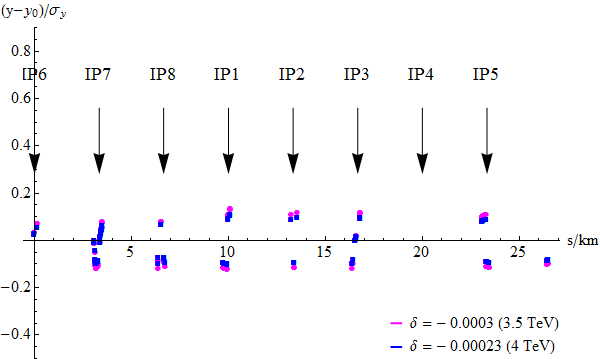 (y−y₀)/σ_y
0.8
IP6 IP7 IP8 IP1 IP2 IP3 IP4 IP5
0.6
0.4
0.2
5 10 15 20 25 s/km
−0.2
−0.4
δ = − 0.0003 (3.5 TeV)
δ = − 0.00023 (4 TeV)